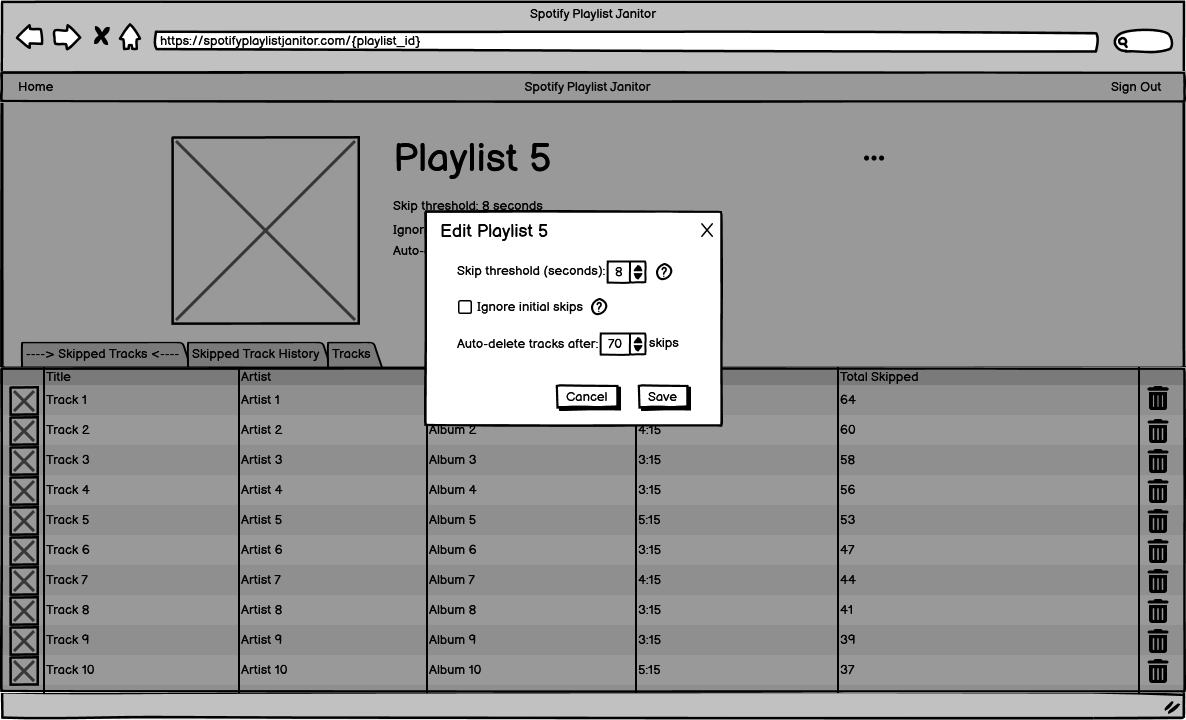 Spotify Playlist Janitor
https://spotifyplaylistjanitor.com/{playlist_id}
Home Spotify Playlist Janitor Sign Out
Playlist 5
•••
Skip threshold: 8 seconds
Ignor
Auto-
Edit Playlist 5 X
Skip threshold (seconds): 8 ?
Ignore initial skips ?
Auto-delete tracks after: 70 skips
Cancel Save
----> Skipped Tracks <---- Skipped Track History Tracks
Title Artist Total Skipped
Track 1 Artist 1 64
Track 2 Artist 2 Album 2 4:15 60
Track 3 Artist 3 Album 3 3:15 58
Track 4 Artist 4 Album 4 3:15 56
Track 5 Artist 5 Album 5 5:15 53
Track 6 Artist 6 Album 6 3:15 47
Track 7 Artist 7 Album 7 4:15 44
Track 8 Artist 8 Album 8 3:15 41
Track 9 Artist 9 Album 9 3:15 39
Track 10 Artist 10 Album 10 5:15 37